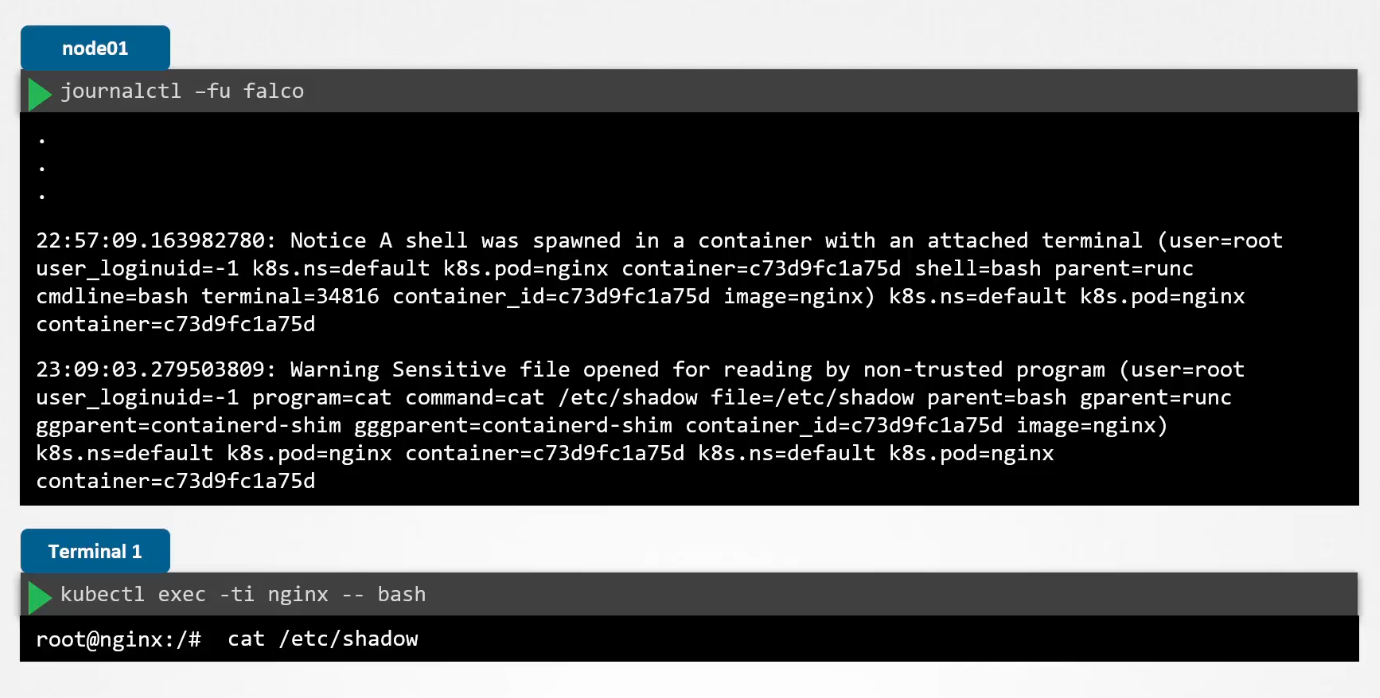 node01
journalctl –fu falco
.
.
.
22:57:09.163982780: Notice A shell was spawned in a container with an attached terminal (user=root
user_loginuid=-1 k8s.ns=default k8s.pod=nginx container=c73d9fc1a75d shell=bash parent=runc
cmdline=bash terminal=34816 container_id=c73d9fc1a75d image=nginx) k8s.ns=default k8s.pod=nginx
container=c73d9fc1a75d
23:09:03.279503809: Warning Sensitive file opened for reading by non-trusted program (user=root
user_loginuid=-1 program=cat command=cat /etc/shadow file=/etc/shadow parent=bash gparent=runc
ggparent=containerd-shim gggparent=containerd-shim container_id=c73d9fc1a75d image=nginx)
k8s.ns=default k8s.pod=nginx container=c73d9fc1a75d k8s.ns=default k8s.pod=nginx
container=c73d9fc1a75d
Terminal 1
kubectl exec -ti nginx -- bash
root@nginx:/# cat /etc/shadow